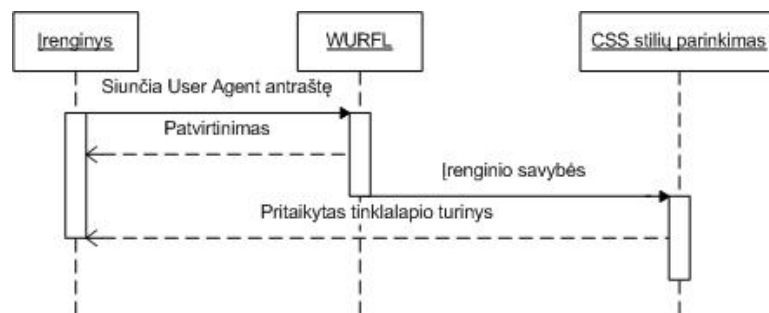 Įrenginys
WURFL
CSS stilių parinkimas
Siunčia User Agent antraštę
Patvirtinimas
Įrenginio savybės
Pritaikytas tinklalapio turinys